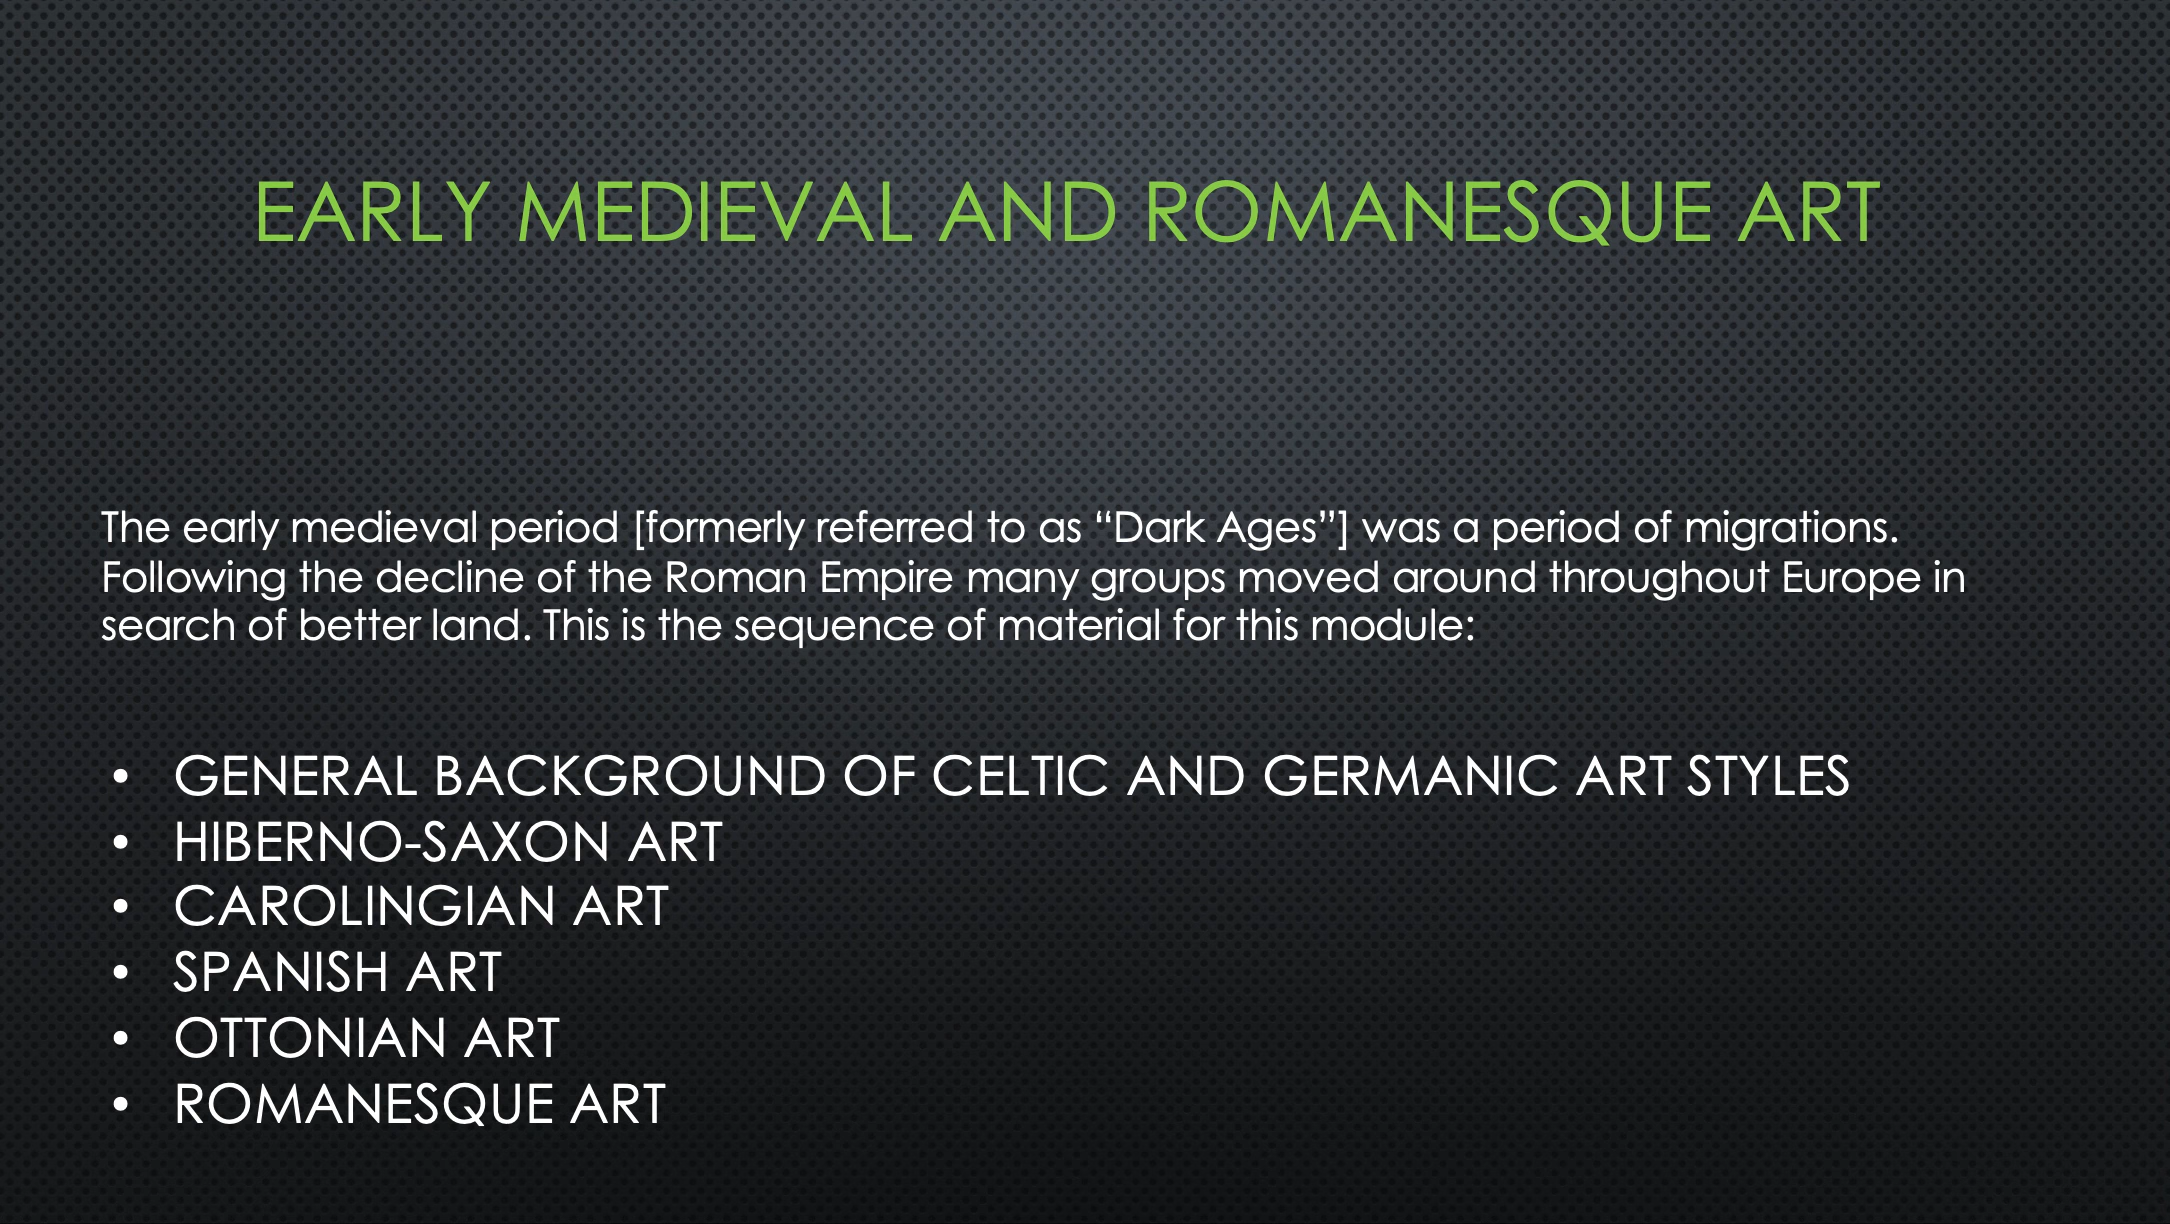 EARLY MEDIEVAL AND ROMANESQUE ART
The early medieval period [formerly referred to as “Dark Ages”] was a period of migrations.
Following the decline of the Roman Empire many groups moved around throughout Europe in
search of better land. This is the sequence of material for this module:
• GENERAL BACKGROUND OF CELTIC AND GERMANIC ART STYLES
• HIBERNO-SAXON ART
• CAROLINGIAN ART
• SPANISH ART
• OTTONIAN ART
• ROMANESQUE ART